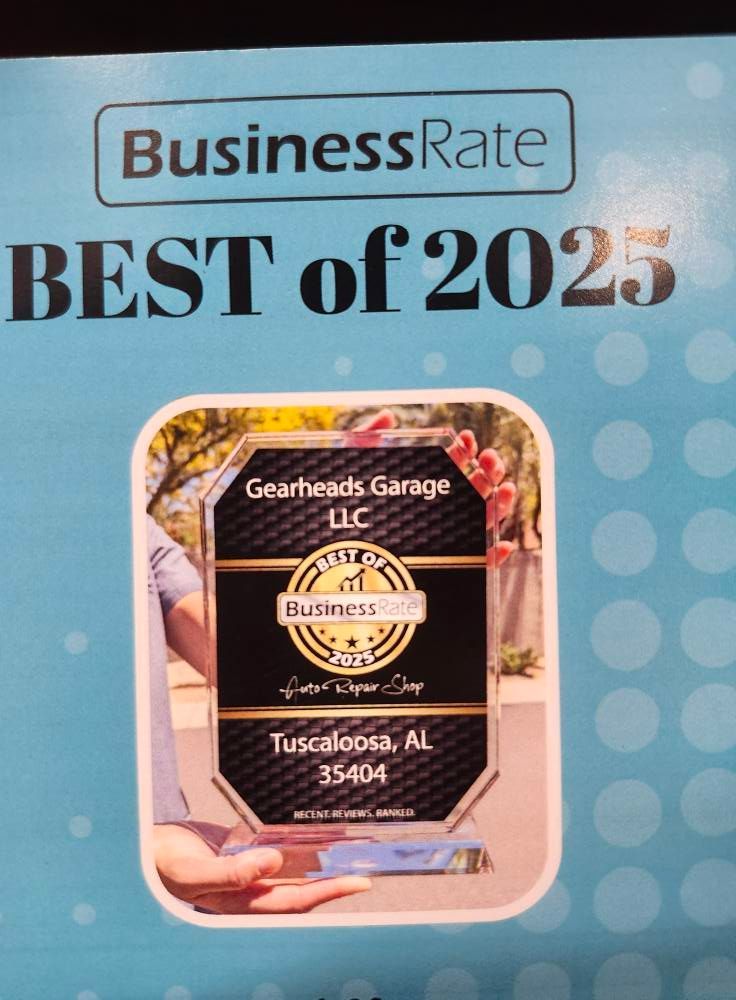 BusinessRate
BEST of 2025
Gearheads Garage
LLC
BEST OF
BusinessRate
2025
Auto Repair Shop
Tuscaloosa, AL
35404
RECENT. REVIEWS. RANKED.